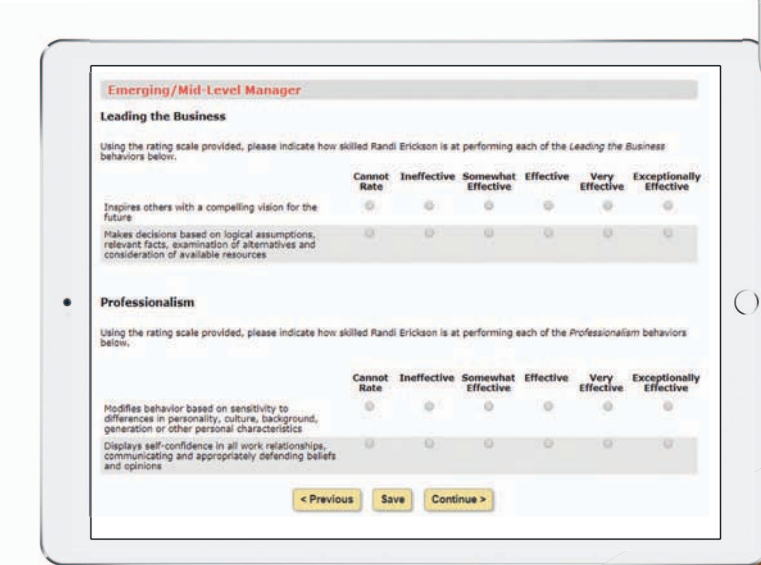 Emerging/Mid-Level Manager
Leading the Business
Using the rating scale provided, please indicate how skilled Randi Erickson is at performing each of the Leading the Business
behaviors below.
Cannot Ineffective Somewhat Effective Very Exceptionally
Rate Effective Effective Effective
Inspires others with a compelling vision for the
future
Makes decisions based on logical assumptions,
relevant facts, examination of alternatives and
consideration of available resources
Professionalism
Using the rating scale provided, please indicate how skilled Randi Erickson is at performing each of the Professionalism behaviors
below.
Cannot Ineffective Somewhat Effective Very Exceptionally
Rate Effective Effective Effective
Modifies behavior based on sensitivity to
differences in personality, culture, background,
generation or other personal characteristics
Displays self-confidence in all work relationships,
communicating and appropriately defending beliefs
and opinions
< Previous Save Continue >